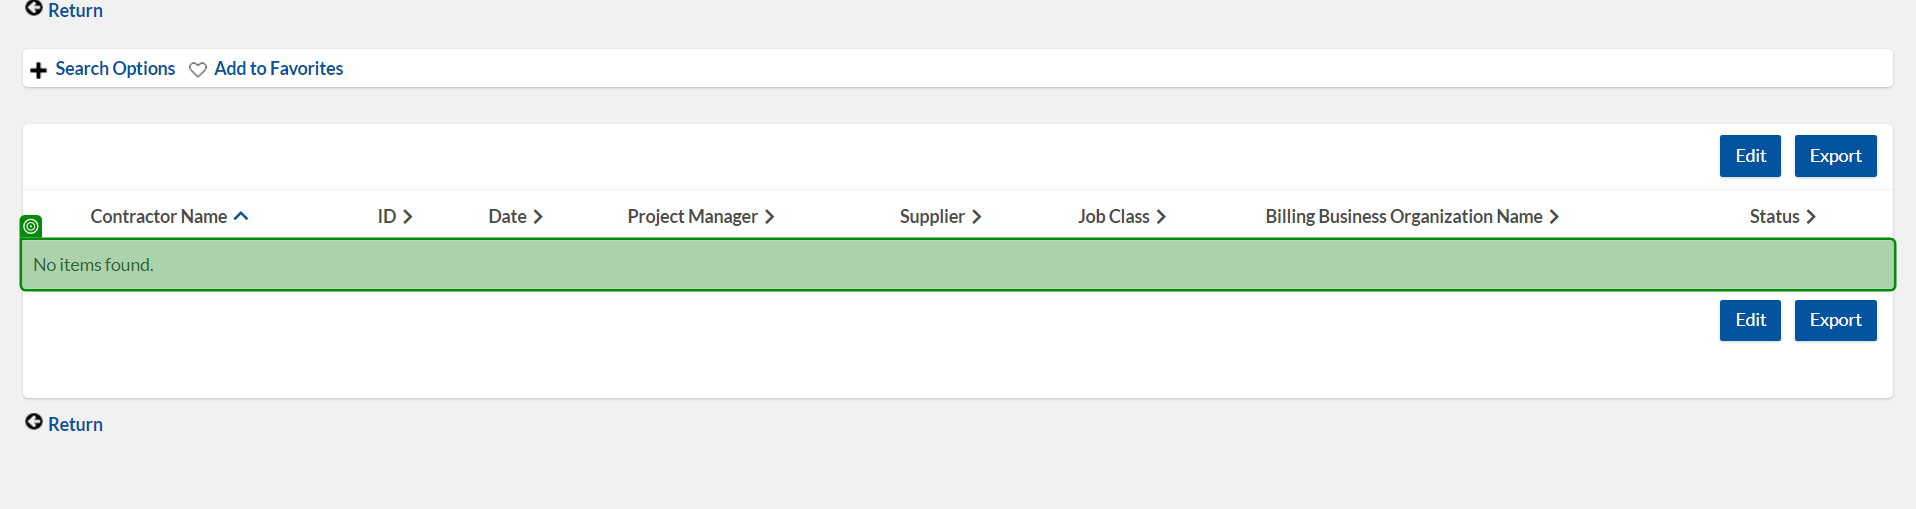 Return
Search Options Add to Favorites
Edit Export
Contractor Name ID Date Project Manager Supplier Job Class Billing Business Organization Name Status
No items found.
Edit Export
Return